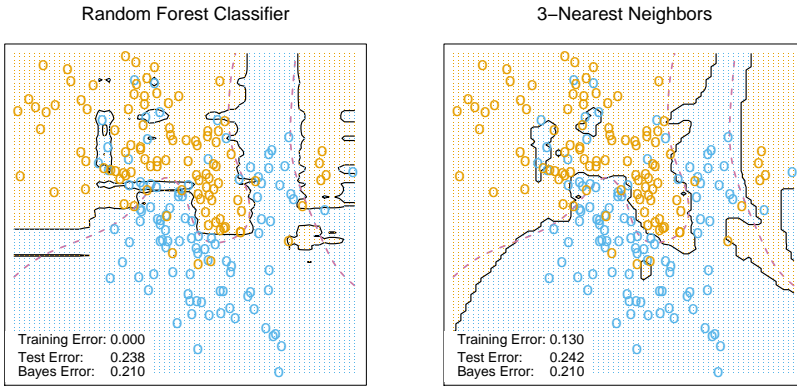 Random Forest Classifier
Training Error: 0.000
Test Error: 0.238
Bayes Error: 0.210
3−Nearest Neighbors
Training Error: 0.130
Test Error: 0.242
Bayes Error: 0.210